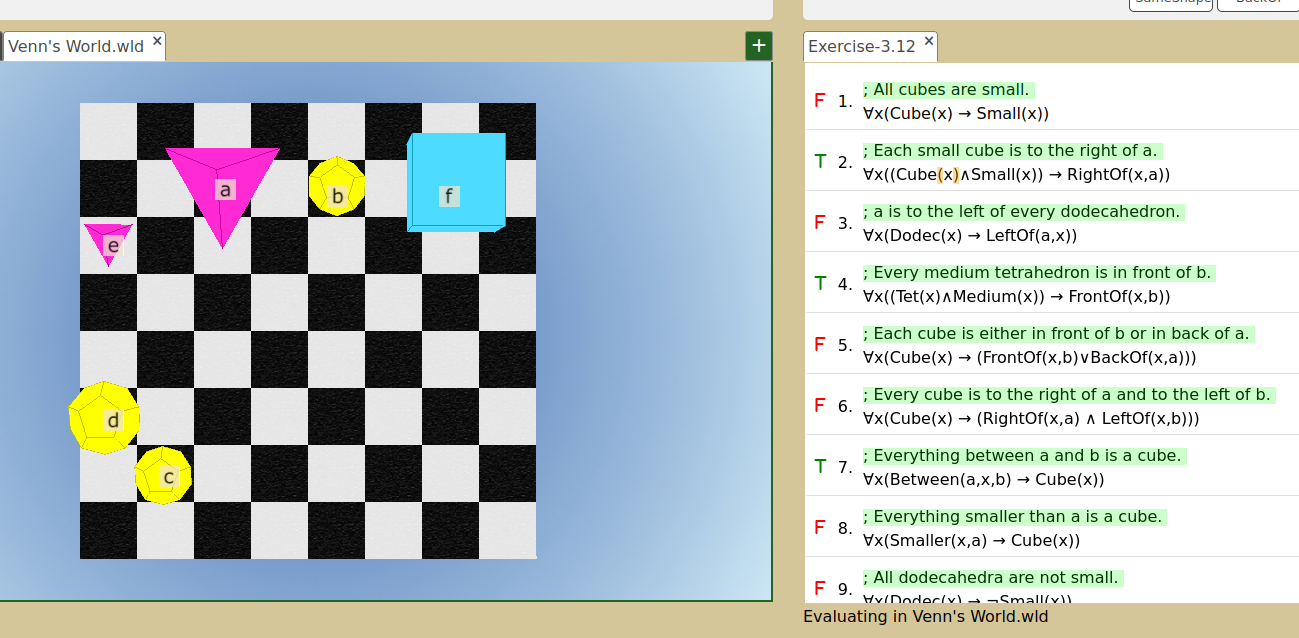 SameShape BackOf
Venn's World.wld × +
Exercise-3.12 ×
a
b
f
e
d
c
F 1. ; All cubes are small.
∀x(Cube(x) → Small(x))
T 2. ; Each small cube is to the right of a.
∀x((Cube(x)∧Small(x)) → RightOf(x,a))
F 3. ; a is to the left of every dodecahedron.
∀x(Dodec(x) → LeftOf(a,x))
T 4. ; Every medium tetrahedron is in front of b.
∀x((Tet(x)∧Medium(x)) → FrontOf(x,b))
F 5. ; Each cube is either in front of b or in back of a.
∀x(Cube(x) → (FrontOf(x,b)∨BackOf(x,a)))
F 6. ; Every cube is to the right of a and to the left of b.
∀x(Cube(x) → (RightOf(x,a) ∧ LeftOf(x,b)))
T 7. ; Everything between a and b is a cube.
∀x(Between(a,x,b) → Cube(x))
F 8. ; Everything smaller than a is a cube.
∀x(Smaller(x,a) → Cube(x))
F 9. ; All dodecahedra are not small.
∀x(Dodec(x) → ¬Small(x))
Evaluating in Venn's World.wld